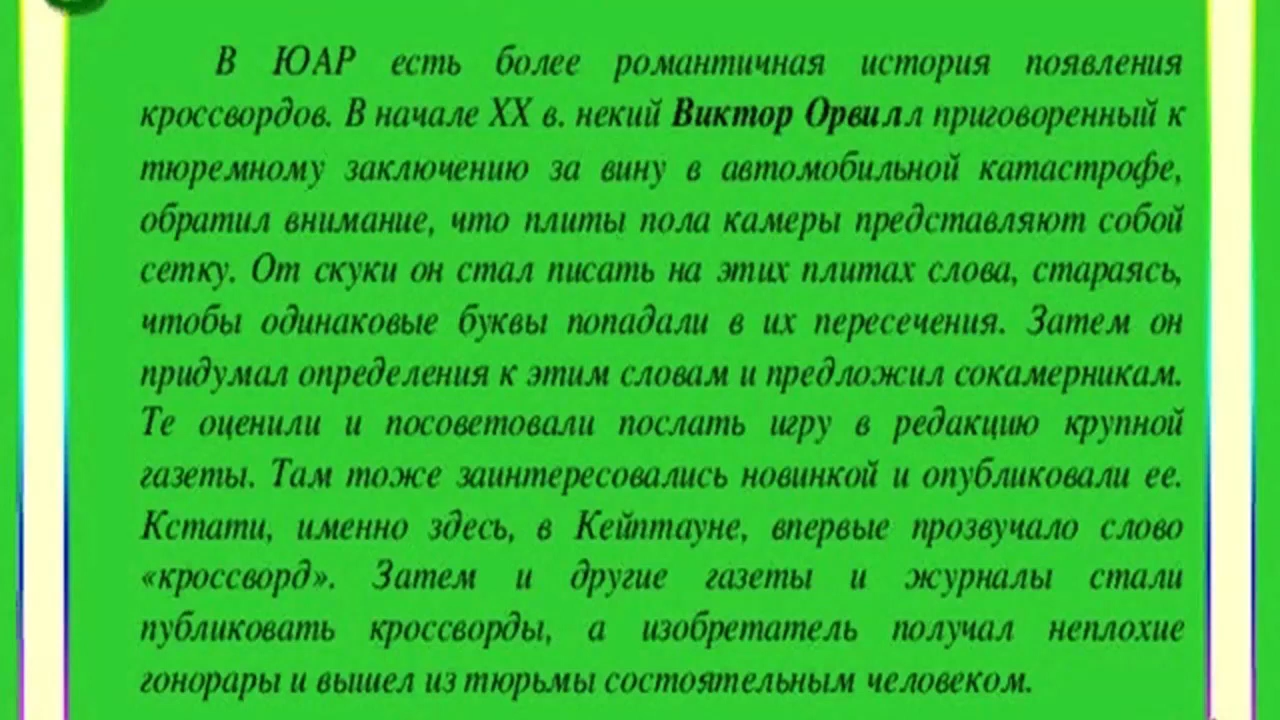 В ЮАР есть более романтичная история появления
кроссвордов. В начале XX в. некий Виктор Орвилл приговоренный к
тюремному заключению за вину в автомобильной катастрофе,
обратил внимание, что плиты пола камеры представляют собой
сетку. От скуки он стал писать на этих плитах слова, стараясь,
чтобы одинаковые буквы попадали в их пересечения. Затем он
придумал определения к этим словам и предложил сокамерникам.
Те оценили и посоветовали послать игру в редакцию крупной
газеты. Там тоже заинтересовались новинкой и опубликовали ее.
Кстати, именно здесь, в Кейптауне, впервые прозвучало слово
«кроссворд». Затем и другие газеты и журналы стали
публиковать кроссворды, а изобретатель получал неплохие
гонорары и вышел из тюрьмы состоятельным человеком.